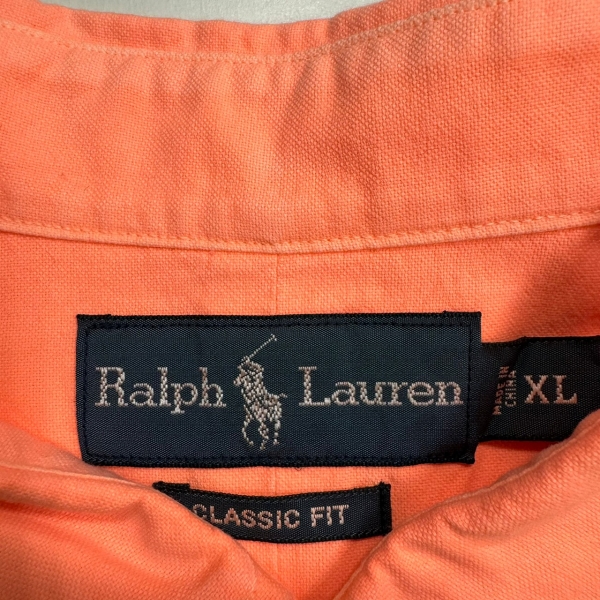 Ralph Lauren
MADE IN
CHINA
XL
CLASSIC FIT